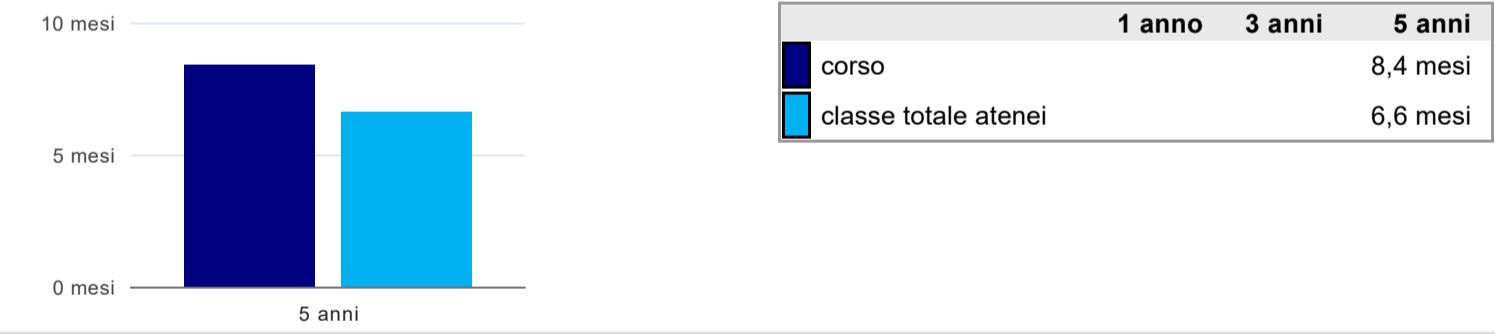 10 mesi
5 mesi
0 mesi
5 anni
1 anno 3 anni 5 anni
corso 8,4 mesi
classe totale atenei 6,6 mesi